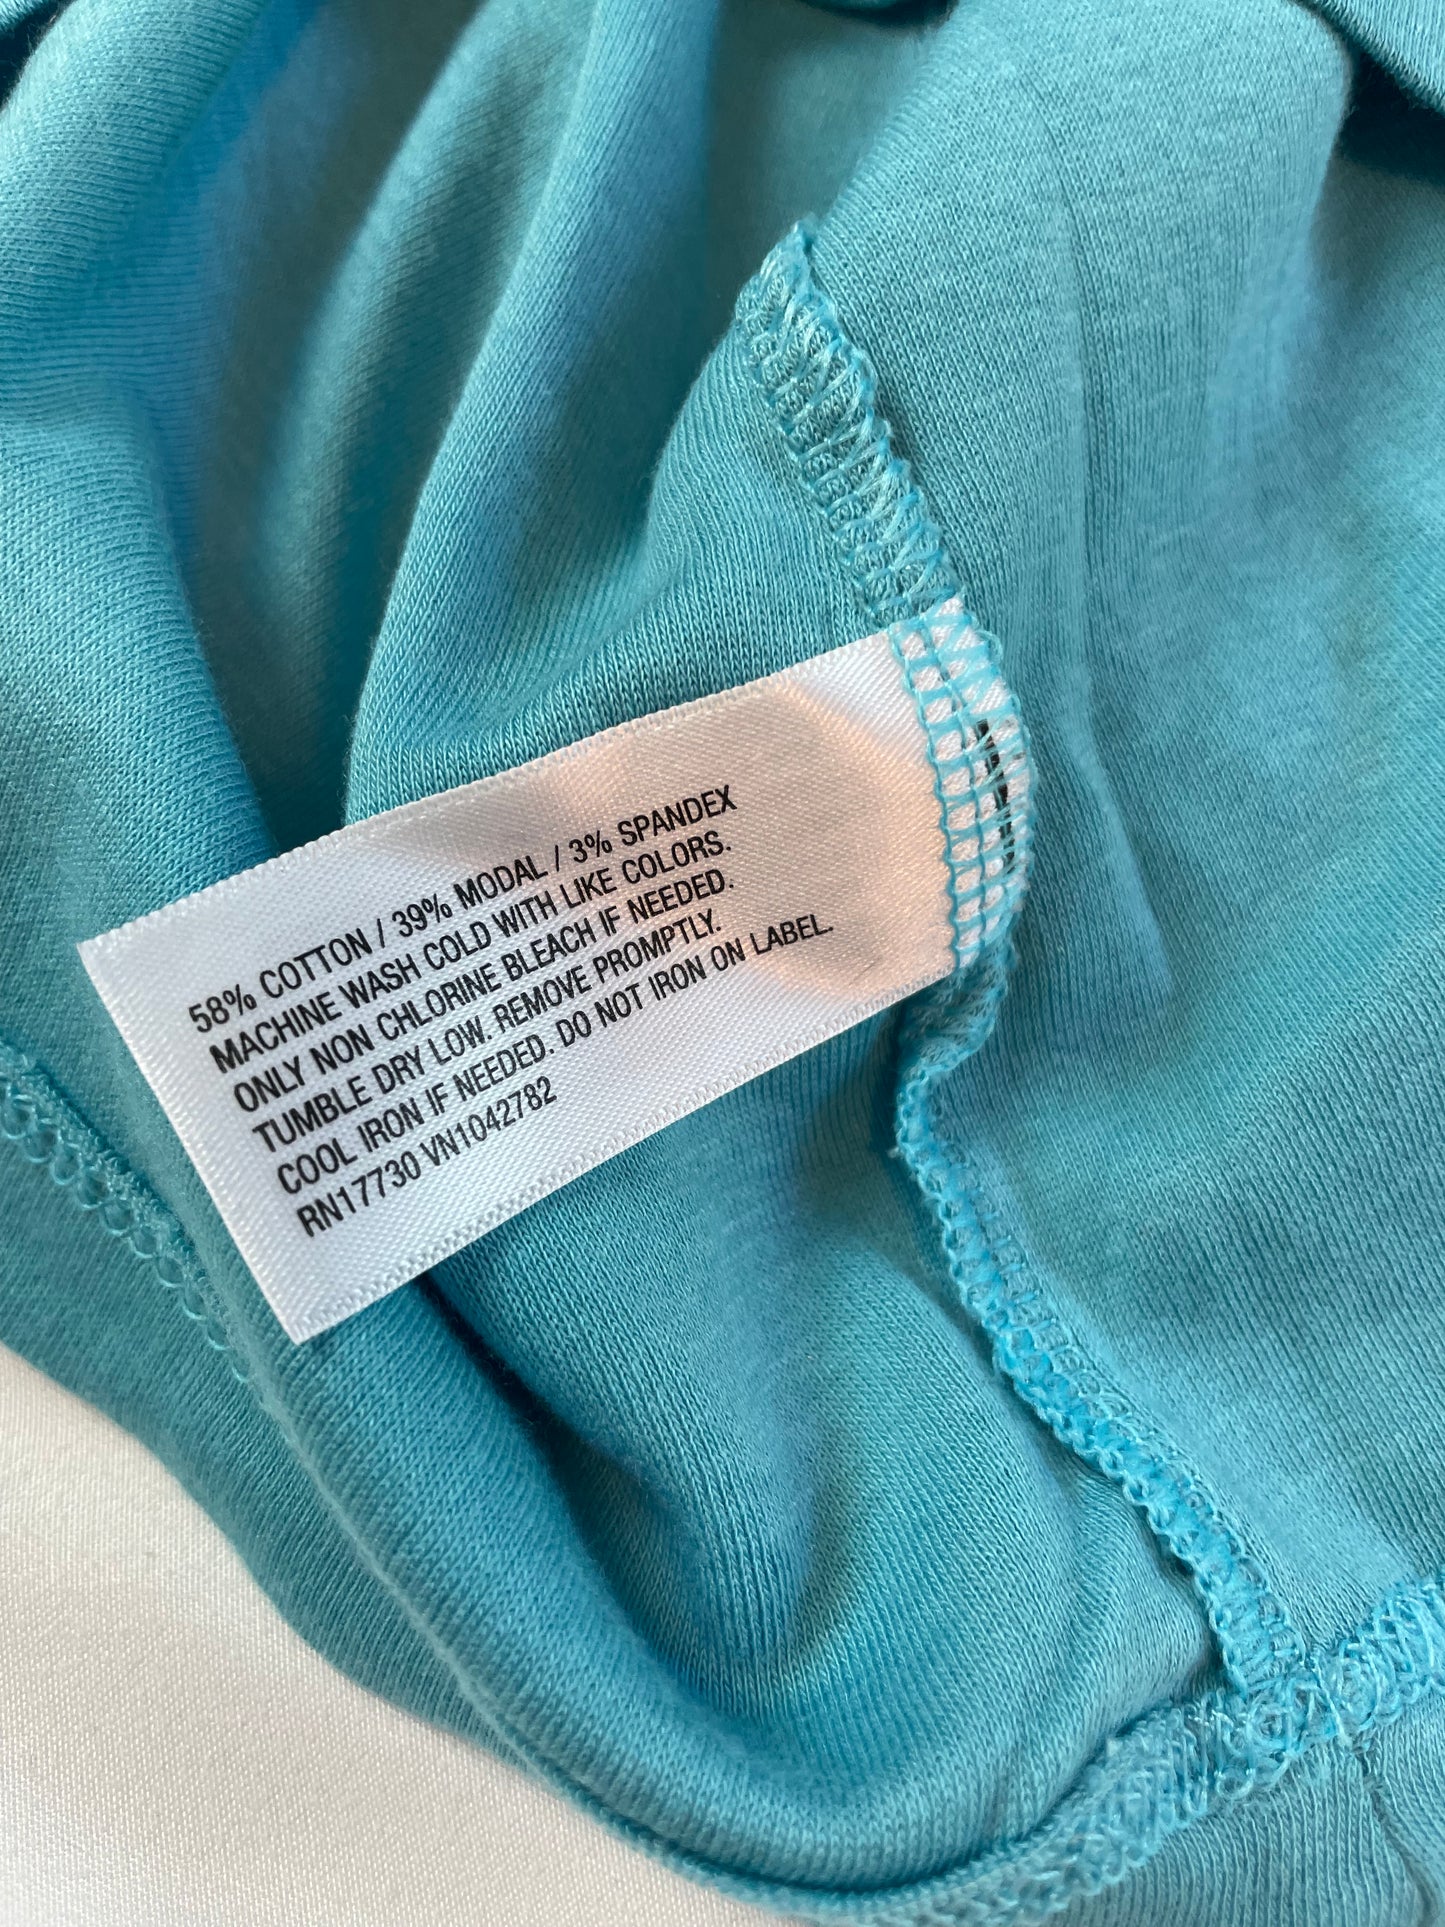 58% COTTON / 39% MODAL / 3% SPANDEX
MACHINE WASH COLD WITH LIKE COLORS.
ONLY NON CHLORINE BLEACH IF NEEDED.
TUMBLE DRY LOW. REMOVE PROMPTLY.
COOL IRON IF NEEDED. DO NOT IRON ON LABEL.
RN17730 VN1042782